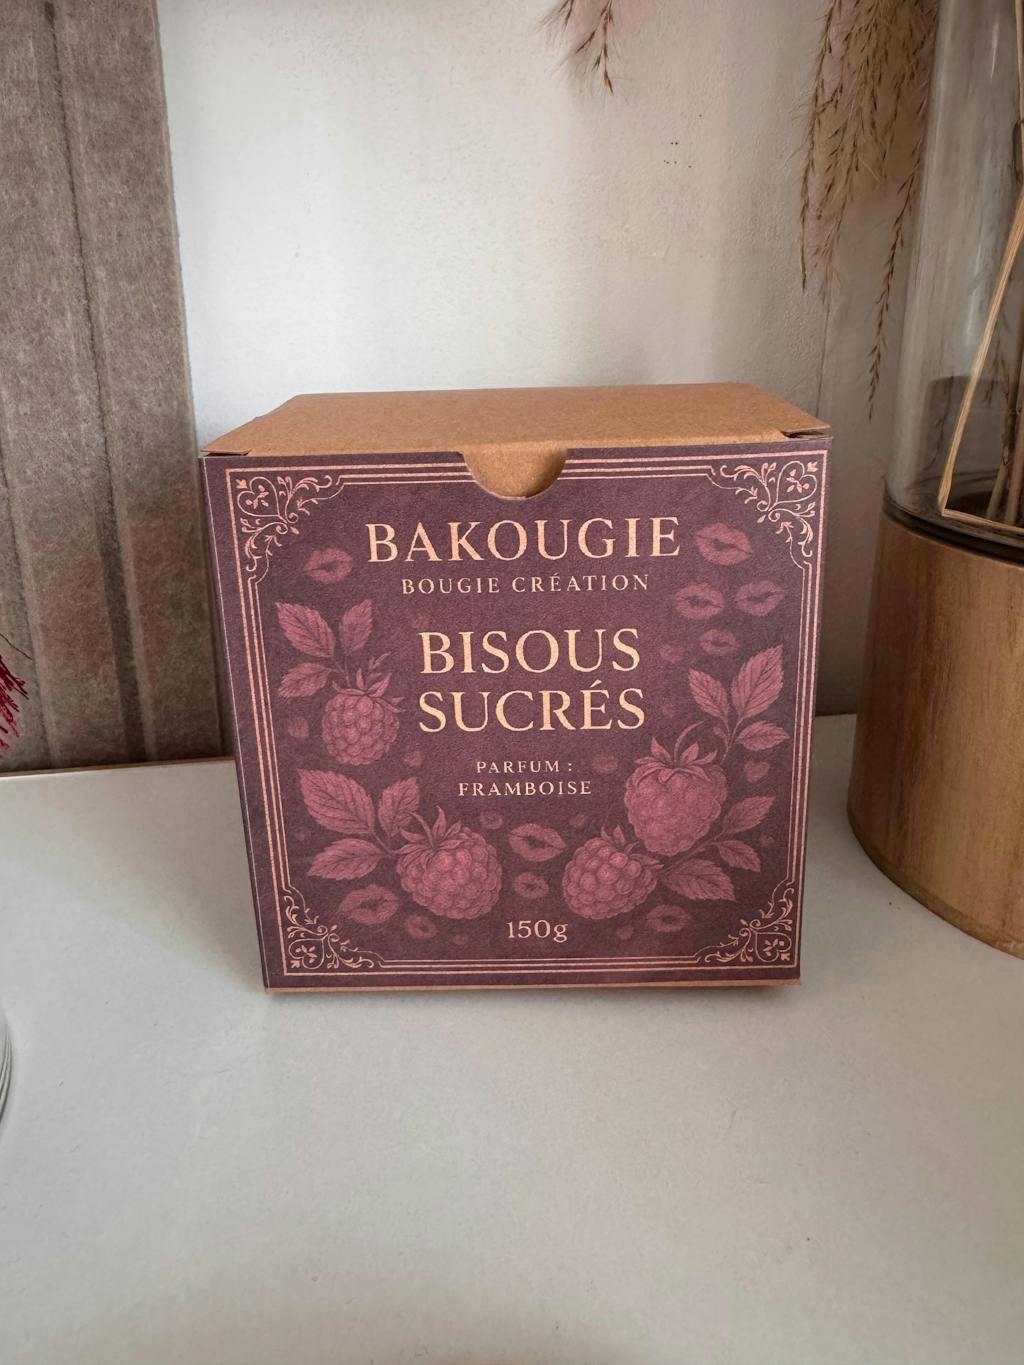 BAKOUGIE
BOUGIE CRÉATION
BISOUS
SUCRÉS
PARFUM :
FRAMBOISE
150g